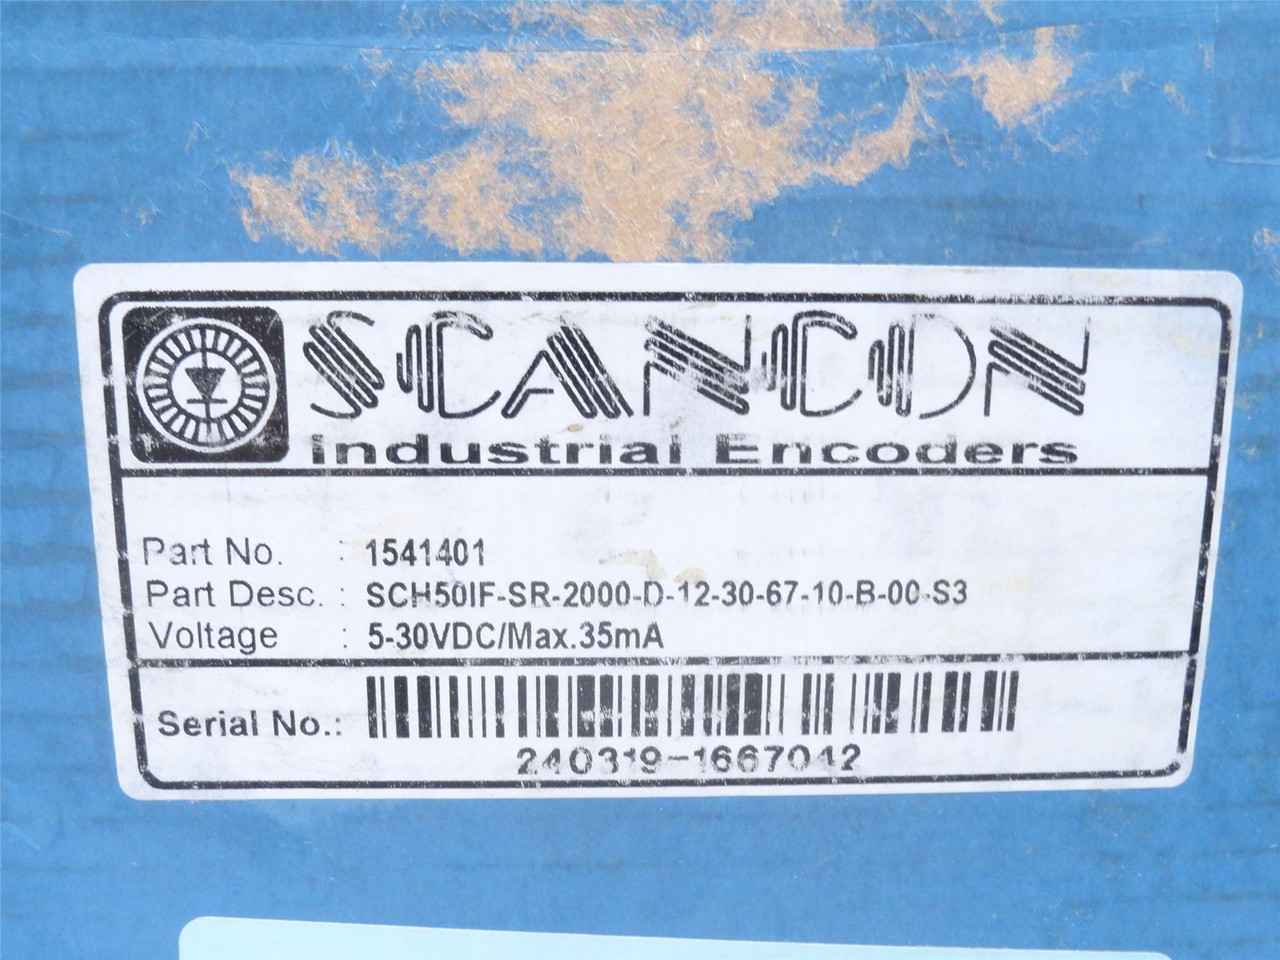 SCANCON
Industrial Encoders
Part No. : 1541401
Part Desc. : SCH50IF-SR-2000-D-12-30-67-10-B-00-S3
Voltage : 5-30VDC/Max.35mA
Serial No.:
240319-1667042